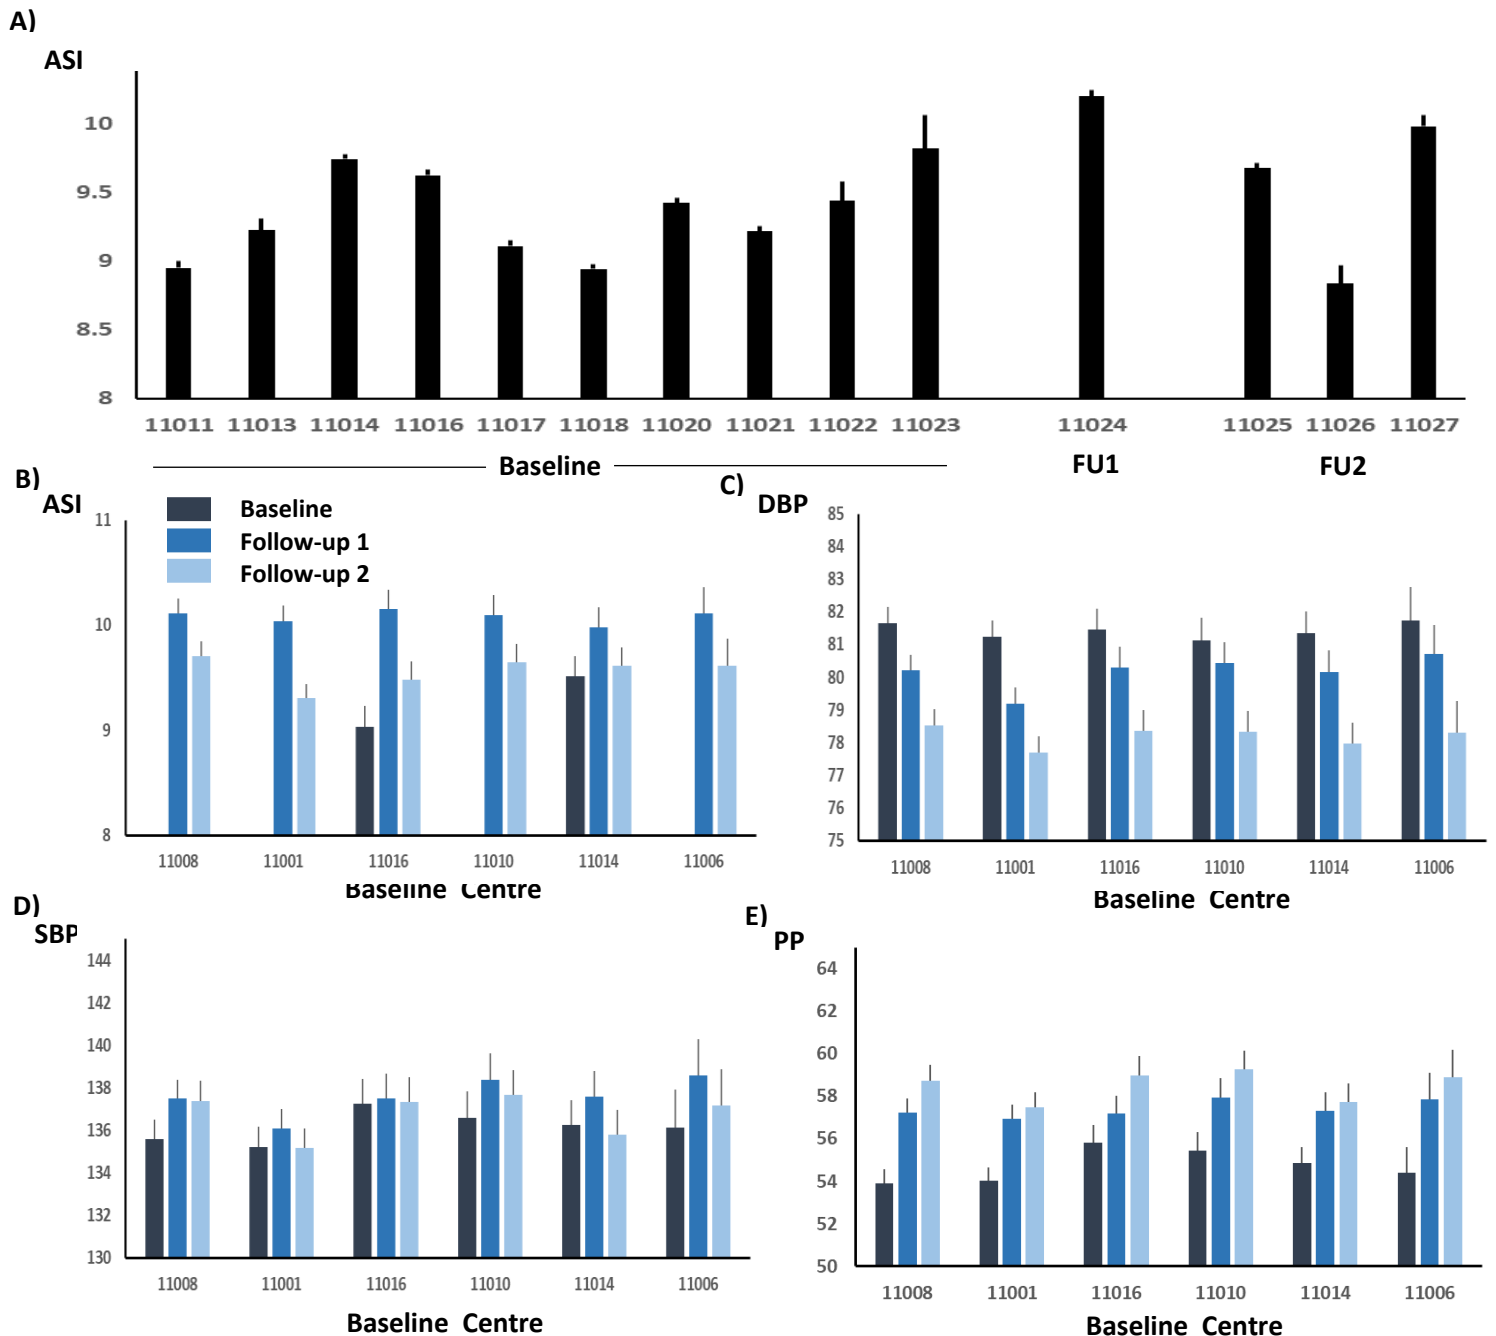 A)
ASI
10
9.5
9
8.5
8
11011 11013 11014 11016 11017 11018 11020 11021 11022 11023 11024 11025 11026 11027
Baseline FU1 FU2
B)
ASI
Baseline
Follow-up 1
Follow-up 2
11
10
9
8
11008 11001 11016 11010 11014 11006
Baseline Centre
C)
DBP
85
84
83
82
81
80
79
78
77
76
75
11008 11001 11016 11010 11014 11006
Baseline Centre
D)
SBP
144
142
140
138
136
134
132
130
11008 11001 11016 11010 11014 11006
Baseline Centre
E)
PP
64
62
60
58
56
54
52
50
11008 11001 11016 11010 11014 11006
Baseline Centre